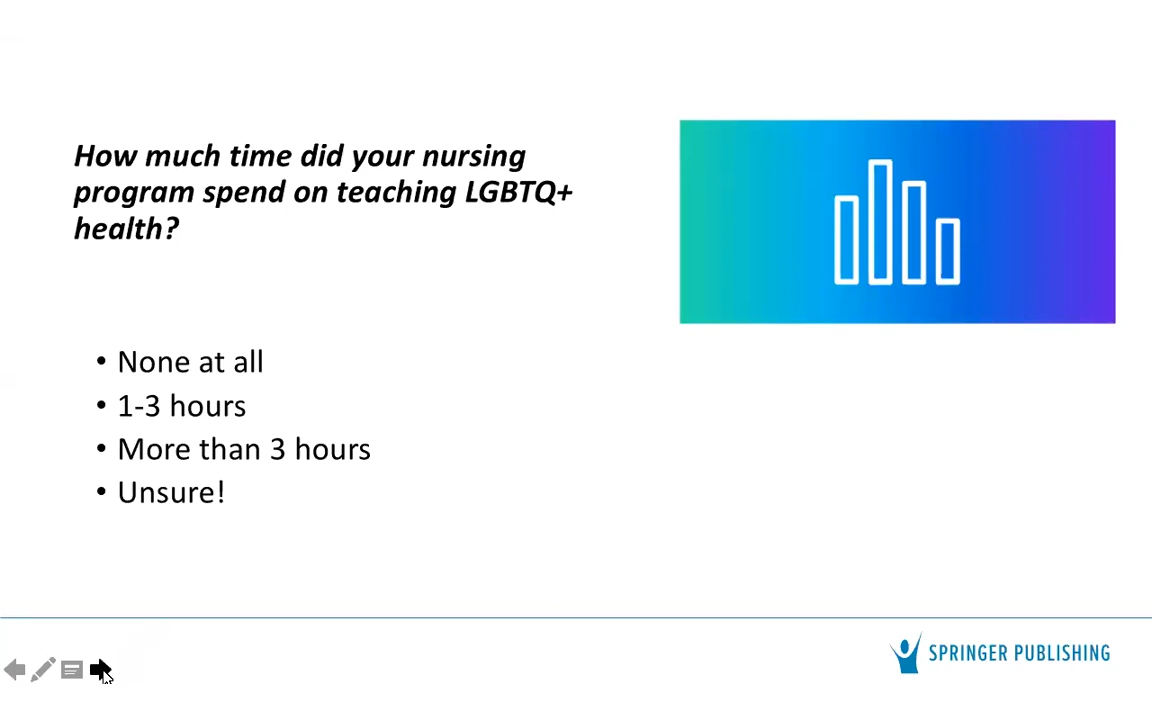 How much time did your nursing
program spend on teaching LGBTQ+
health?
• None at all
• 1-3 hours
• More than 3 hours
• Unsure!
SPRINGER PUBLISHING